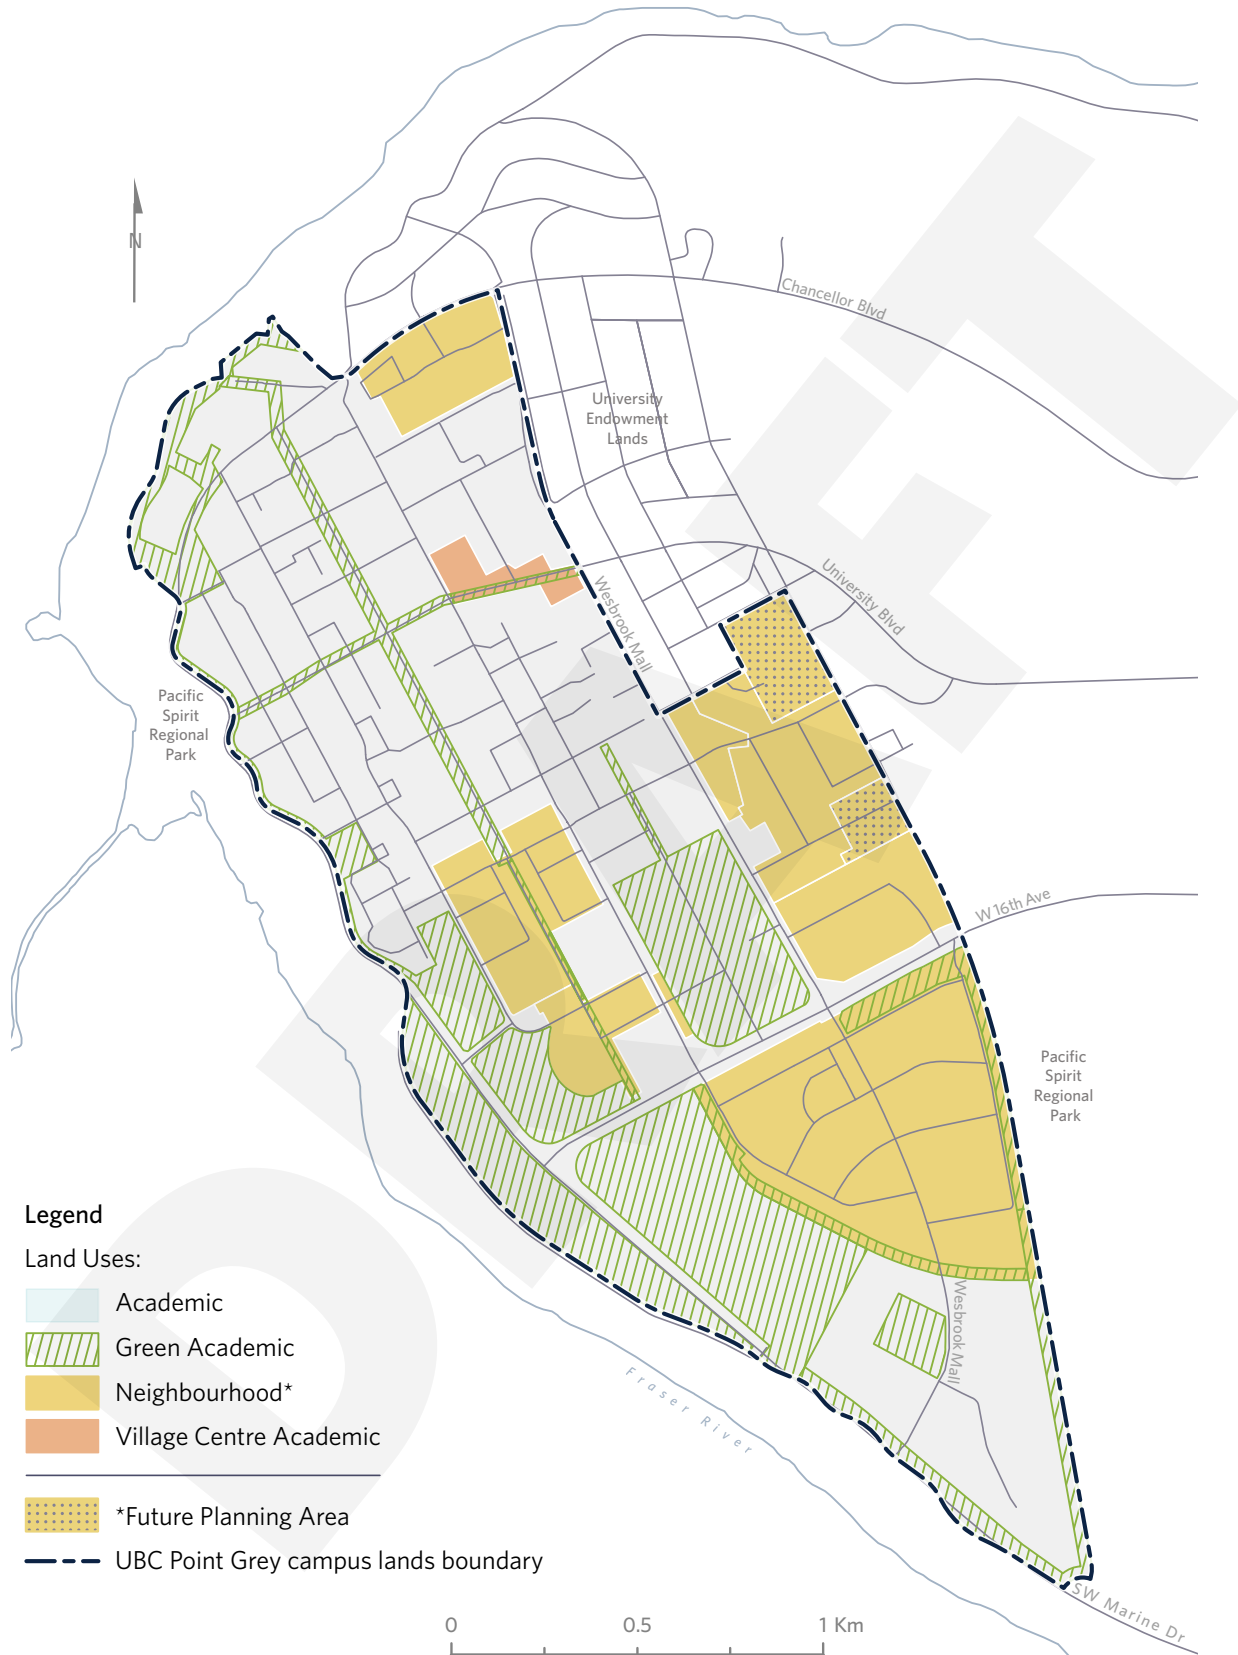 N
Chancellor Blvd
University
Endowment
Lands
University Blvd
Wesbrook Mall
Pacific
Spirit
Regional
Park
W 16th Ave
Pacific
Spirit
Regional
Park
Wesbrook Mall
Fraser River
SW Marine Dr
Legend
Land Uses:
Academic
Green Academic
Neighbourhood*
Village Centre Academic
*Future Planning Area
UBC Point Grey campus lands boundary
0 0.5 1 Km
DRAFT